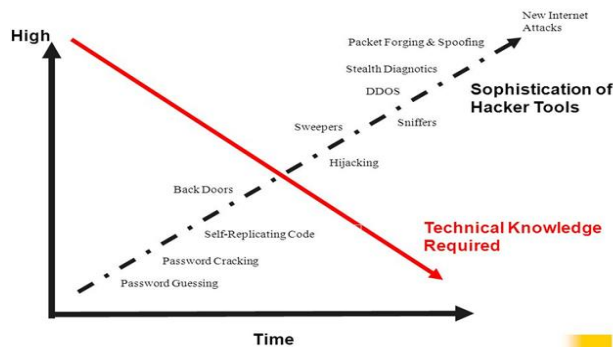 New Internet
Attacks
High
Packet Forging & Spoofing
Stealth Diagnostics
Sophistication of
Hacker Tools
DDOS
Sweepers
Sniffers
Hijacking
Back Doors
Technical Knowledge
Required
Self-Replicating Code
Password Cracking
Password Guessing
Time